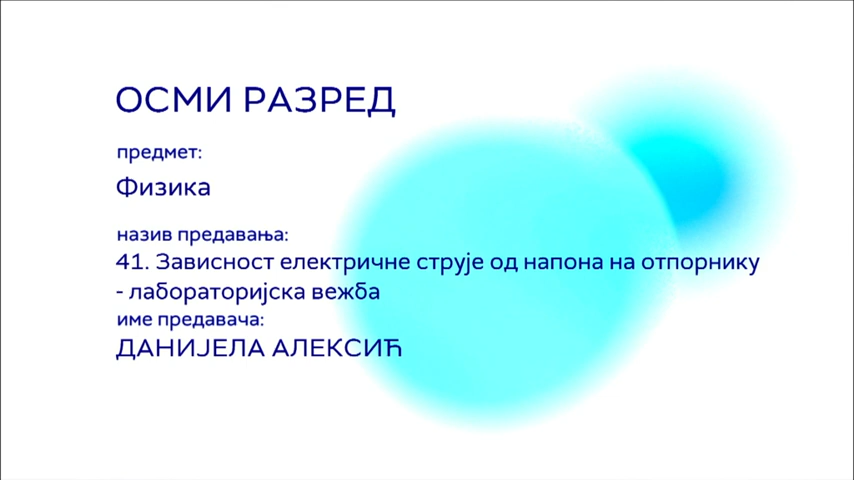 ОСМИ РАЗРЕД
предмет:
Физика
назив предавања:
41. Зависност електричне струје од напона на отпорнику
- лабораторијска вежба
име предавача:
ДАНИЈЕЛА АЛЕКСИЋ